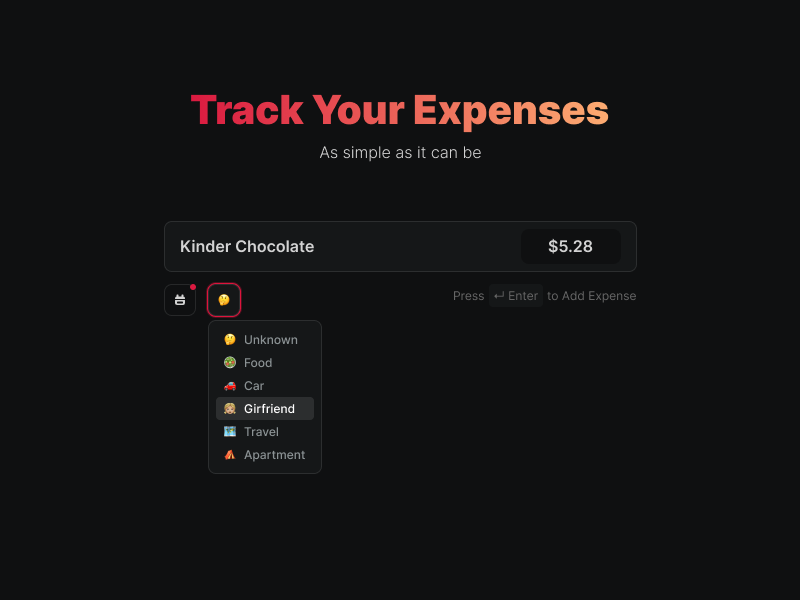 Track Your Expenses
As simple as it can be
Kinder Chocolate $5.28
Press ↵ Enter to Add Expense
Unknown
Food
Car
Girfriend
Travel
Apartment